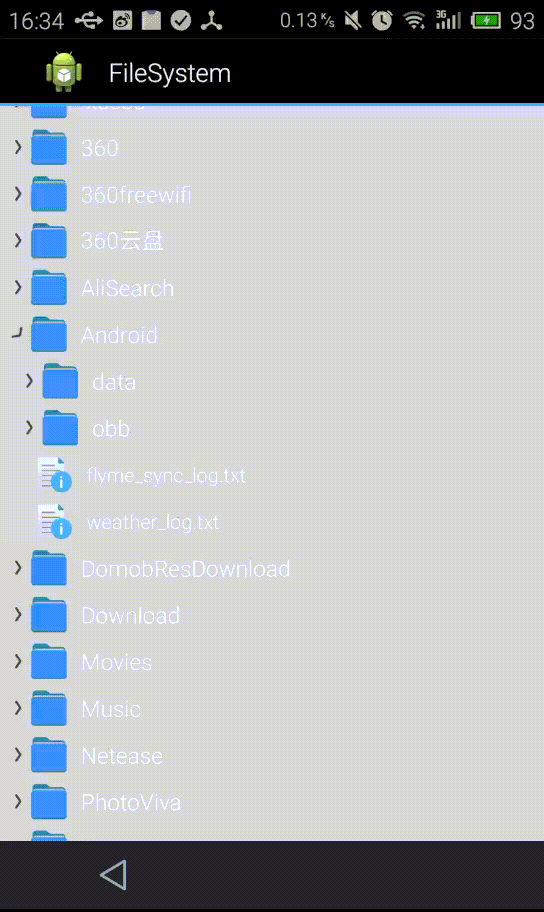 16:34 0.13 K/s 3G 93
FileSystem
360
360freewifi
360云盘
AliSearch
Android
data
obb
flyme_sync_log.txt
weather_log.txt
DomobResDownload
Download
Movies
Music
Netease
PhotoViva